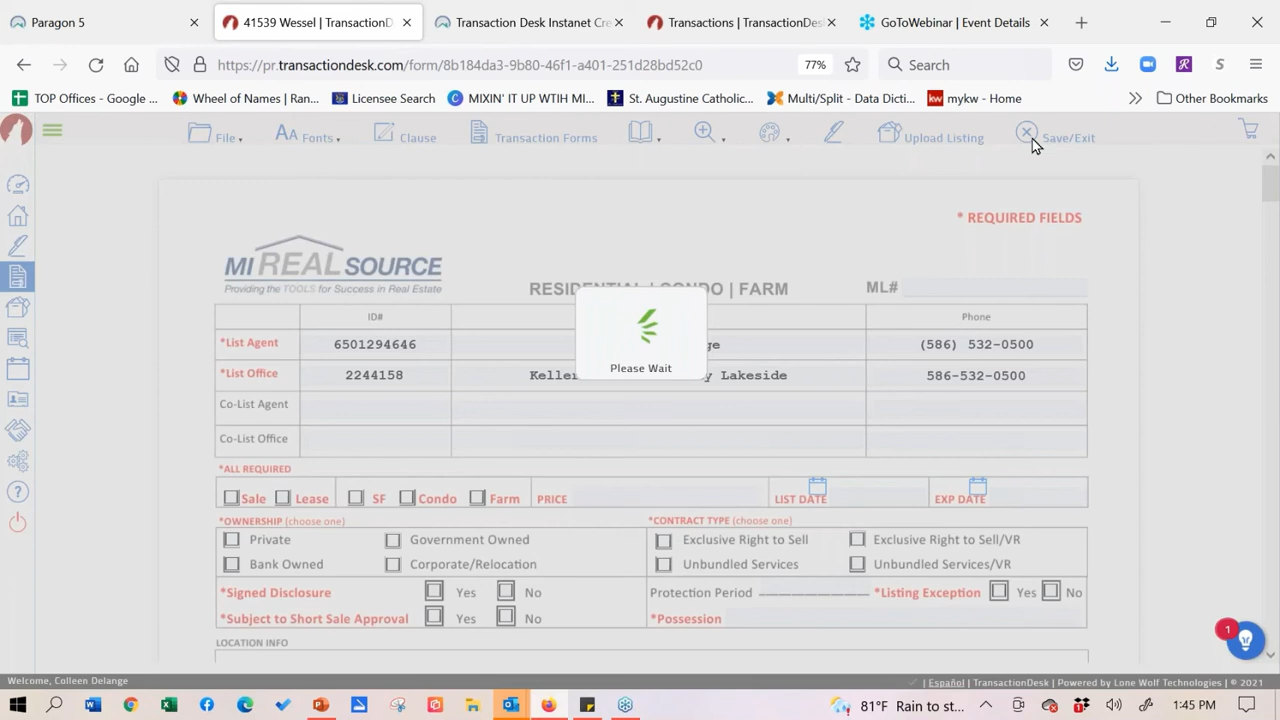 Paragon 5 × 41539 Wessel | TransactionD × Transaction Desk Instanet Cre × Transactions | TransactionDes × GoToWebinar | Event Details × +
https://pr.transactiondesk.com/form/8b184da3-9b80-46f1-a401-251d28bd52c0 77% Search
TOP Offices - Google ... Wheel of Names | Ran... Licensee Search MIXIN' IT UP WTIH MI... St. Augustine Catholic... Multi/Split - Data Dicti... kw mykw - Home Other Bookmarks
File Fonts Clause Transaction Forms Upload Listing Save/Exit
* REQUIRED FIELDS
MI REAL SOURCE
Providing the TOOLS for Success in Real Estate
RESIDENTIAL | CONDO | FARM ML#
ID# Phone
*List Agent 6501294646 ge (586) 532-0500
*List Office 2244158 Keller y Lakeside 586-532-0500
Please Wait
Co-List Agent
Co-List Office
*ALL REQUIRED
Sale Lease SF Condo Farm PRICE LIST DATE EXP DATE
*OWNERSHIP (choose one) *CONTRACT TYPE (choose one)
Private Government Owned Exclusive Right to Sell Exclusive Right to Sell/VR
Bank Owned Corporate/Relocation Unbundled Services Unbundled Services/VR
*Signed Disclosure Yes No Protection Period *Listing Exception Yes No
*Subject to Short Sale Approval Yes No *Possession
LOCATION INFO
1
Welcome, Colleen Delange | Español | TransactionDesk | Powered by Lone Wolf Technologies | © 2021
81°F Rain to st... 1:45 PM